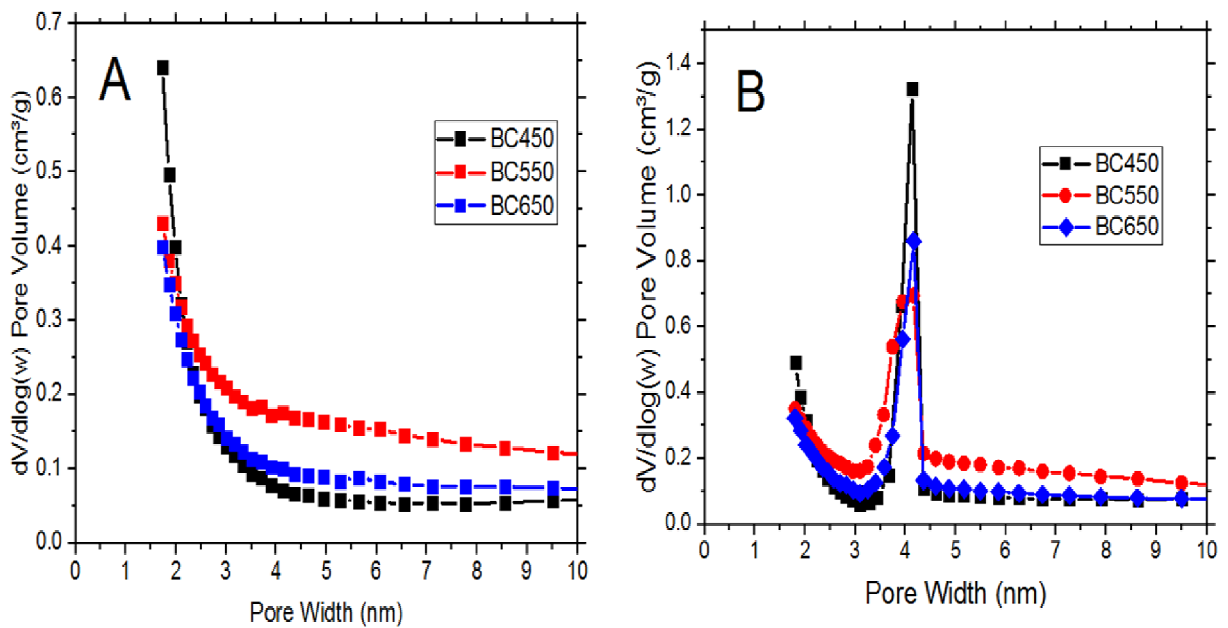 A
dV/dlog(w) Pore Volume (cm³/g)
0.7
0.6
0.5
0.4
0.3
0.2
0.1
0.0
BC450
BC550
BC650
0 1 2 3 4 5 6 7 8 9 10
Pore Width (nm)
B
dV/dlog(w) Pore Volume (cm³/g)
1.4
1.2
1.0
0.8
0.6
0.4
0.2
0.0
BC450
BC550
BC650
0 1 2 3 4 5 6 7 8 9 10
Pore Width (nm)